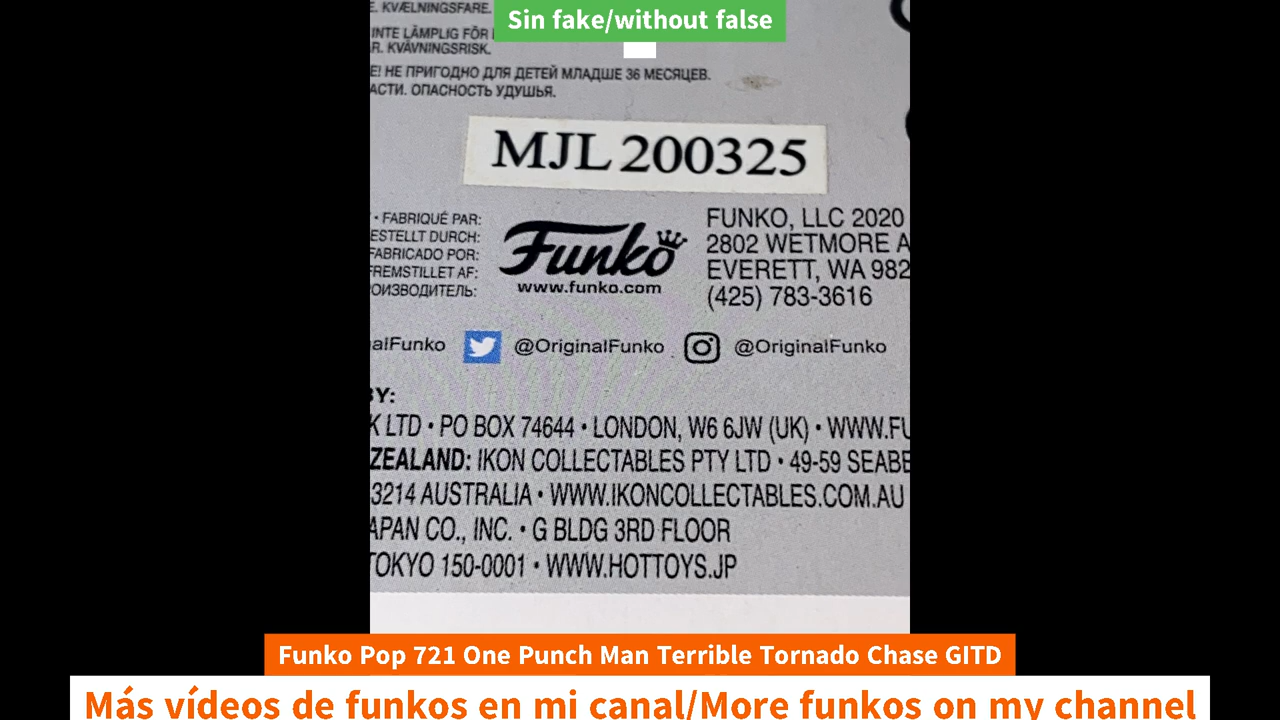 Sin fake/without false
E. KVÆLNINGSFARE.
INTE LÄMPLIG FÖR
R. KVÄVNINGSRISK.
E! НЕ ПРИГОДНО ДЛЯ ДЕТЕЙ МЛАДШЕ 36 МЕСЯЦЕВ.
АСТИ. ОПАСНОСТЬ УДУШЬЯ.
MJL 200325
• FABRIQUÉ PAR:
ESTELLT DURCH:
FABRICADO POR:
FREMSTILLET AF:
ОИЗВОДИТЕЛЬ:
Funko
www.funko.com
FUNKO, LLC 2020
2802 WETMORE A
EVERETT, WA 982
(425) 783-3616
alFunko @OriginalFunko @OriginalFunko
BY:
K LTD • PO BOX 74644 • LONDON, W6 6JW (UK) • WWW.FU
ZEALAND: IKON COLLECTABLES PTY LTD • 49-59 SEABE
3214 AUSTRALIA • WWW.IKONCOLLECTABLES.COM.AU
APAN CO., INC. • G BLDG 3RD FLOOR
TOKYO 150-0001 • WWW.HOTTOYS.JP
Funko Pop 721 One Punch Man Terrible Tornado Chase GITD
Más vídeos de funkos en mi canal/More funkos on my channel